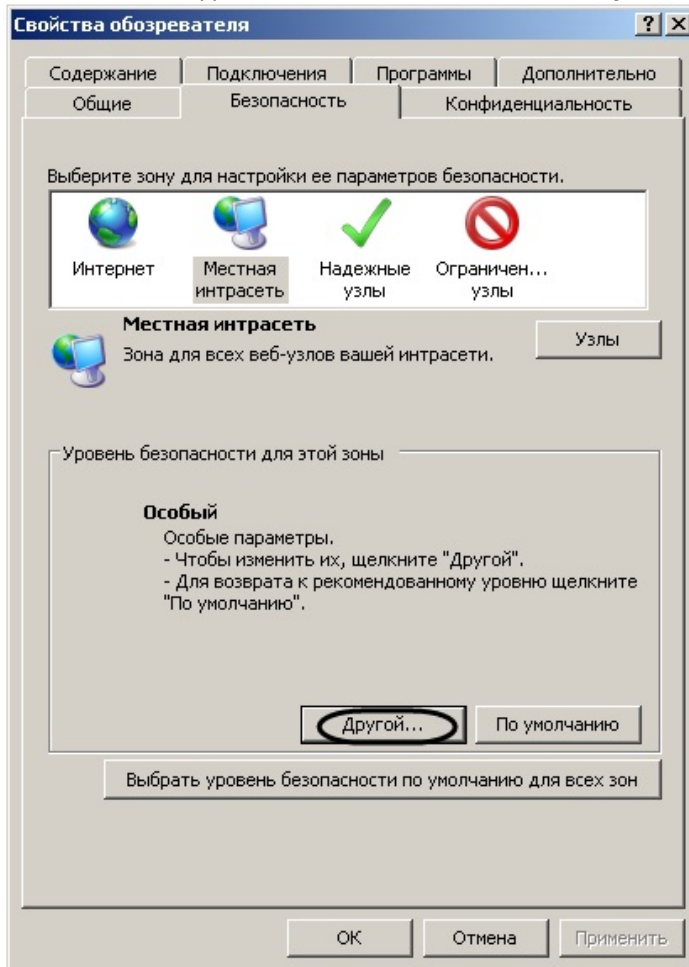 Свойства обозревателя
Содержание Подключения Программы Дополнительно
Общие Безопасность Конфиденциальность
Выберите зону для настройки ее параметров безопасности.
Интернет
Местная
интрасеть
Надежные
узлы
Ограничен...
узлы
Местная интрасеть
Зона для всех веб-узлов вашей интрасети.
Узлы
Уровень безопасности для этой зоны
Особый
Особые параметры.
- Чтобы изменить их, щелкните "Другой".
- Для возврата к рекомендованному уровню щелкните
"По умолчанию".
Другой... По умолчанию
Выбрать уровень безопасности по умолчанию для всех зон
ОК Отмена Применить